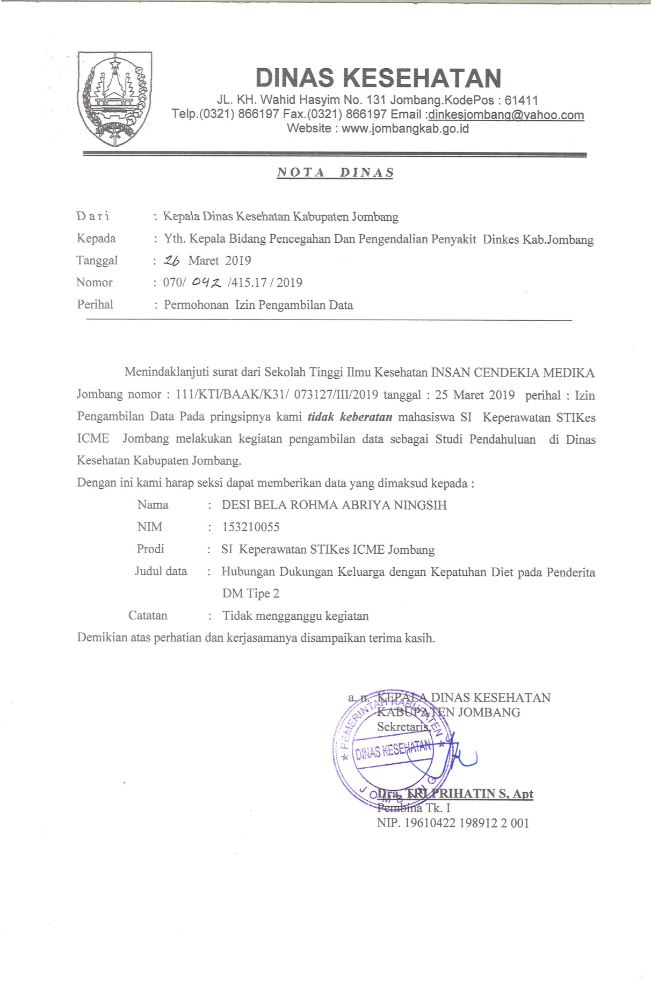 DINAS KESEHATAN
JL. KH. Wahid Hasyim No. 131 Jombang.KodePos : 61411
Telp.(0321) 866197 Fax.(0321) 866197 Email :dinkesjombang@yahoo.com
Website : www.jombangkab.go.id
NOTA DINAS
Dari : Kepala Dinas Kesehatan Kabupaten Jombang
Kepada : Yth. Kepala Bidang Pencegahan Dan Pengendalian Penyakit Dinkes Kab.Jombang
Tanggal : 26 Maret 2019
Nomor : 070/ 042 /415.17 / 2019
Perihal : Permohonan Izin Pengambilan Data
Menindaklanjuti surat dari Sekolah Tinggi Ilmu Kesehatan INSAN CENDEKIA MEDIKA
Jombang nomor : 111/KTI/BAAK/K31/ 073127/III/2019 tanggal : 25 Maret 2019 perihal : Izin
Pengambilan Data Pada pringsipnya kami tidak keberatan mahasiswa SI Keperawatan STIKes
ICME Jombang melakukan kegiatan pengambilan data sebagai Studi Pendahuluan di Dinas
Kesehatan Kabupaten Jombang.
Dengan ini kami harap seksi dapat memberikan data yang dimaksud kepada :
Nama : DESI BELA ROHMA ABRIYA NINGSIH
NIM : 153210055
Prodi : SI Keperawatan STIKes ICME Jombang
Judul data : Hubungan Dukungan Keluarga dengan Kepatuhan Diet pada Penderita
DM Tipe 2
Catatan : Tidak mengganggu kegiatan
Demikian atas perhatian dan kerjasamanya disampaikan terima kasih.
a. n. KEPALA DINAS KESEHATAN
KABUPATEN JOMBANG
Sekretaris,
PEMERINTAH KABUPATEN
DINAS KESEHATAN
JOMBANG
Dra. TRI PRIHATIN S, Apt
Pembina Tk. I
NIP. 19610422 198912 2 001